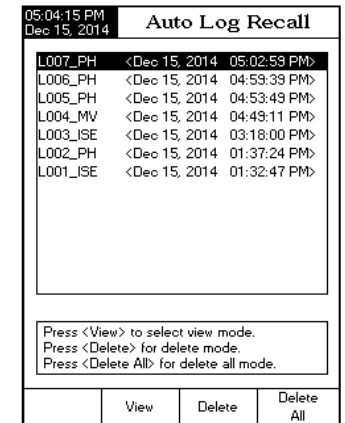 05:04:15 PM
Dec 15, 2014
Auto Log Recall
L007_PH <Dec 15, 2014 05:02:59 PM>
L006_PH <Dec 15, 2014 04:59:39 PM>
L005_PH <Dec 15, 2014 04:53:49 PM>
L004_MV <Dec 15, 2014 04:49:11 PM>
L003_ISE <Dec 15, 2014 03:18:00 PM>
L002_PH <Dec 15, 2014 01:37:24 PM>
L001_ISE <Dec 15, 2014 01:32:47 PM>
Press <View> to select view mode.
Press <Delete> for delete mode.
Press <Delete All> for delete all mode.
View
Delete
Delete
All